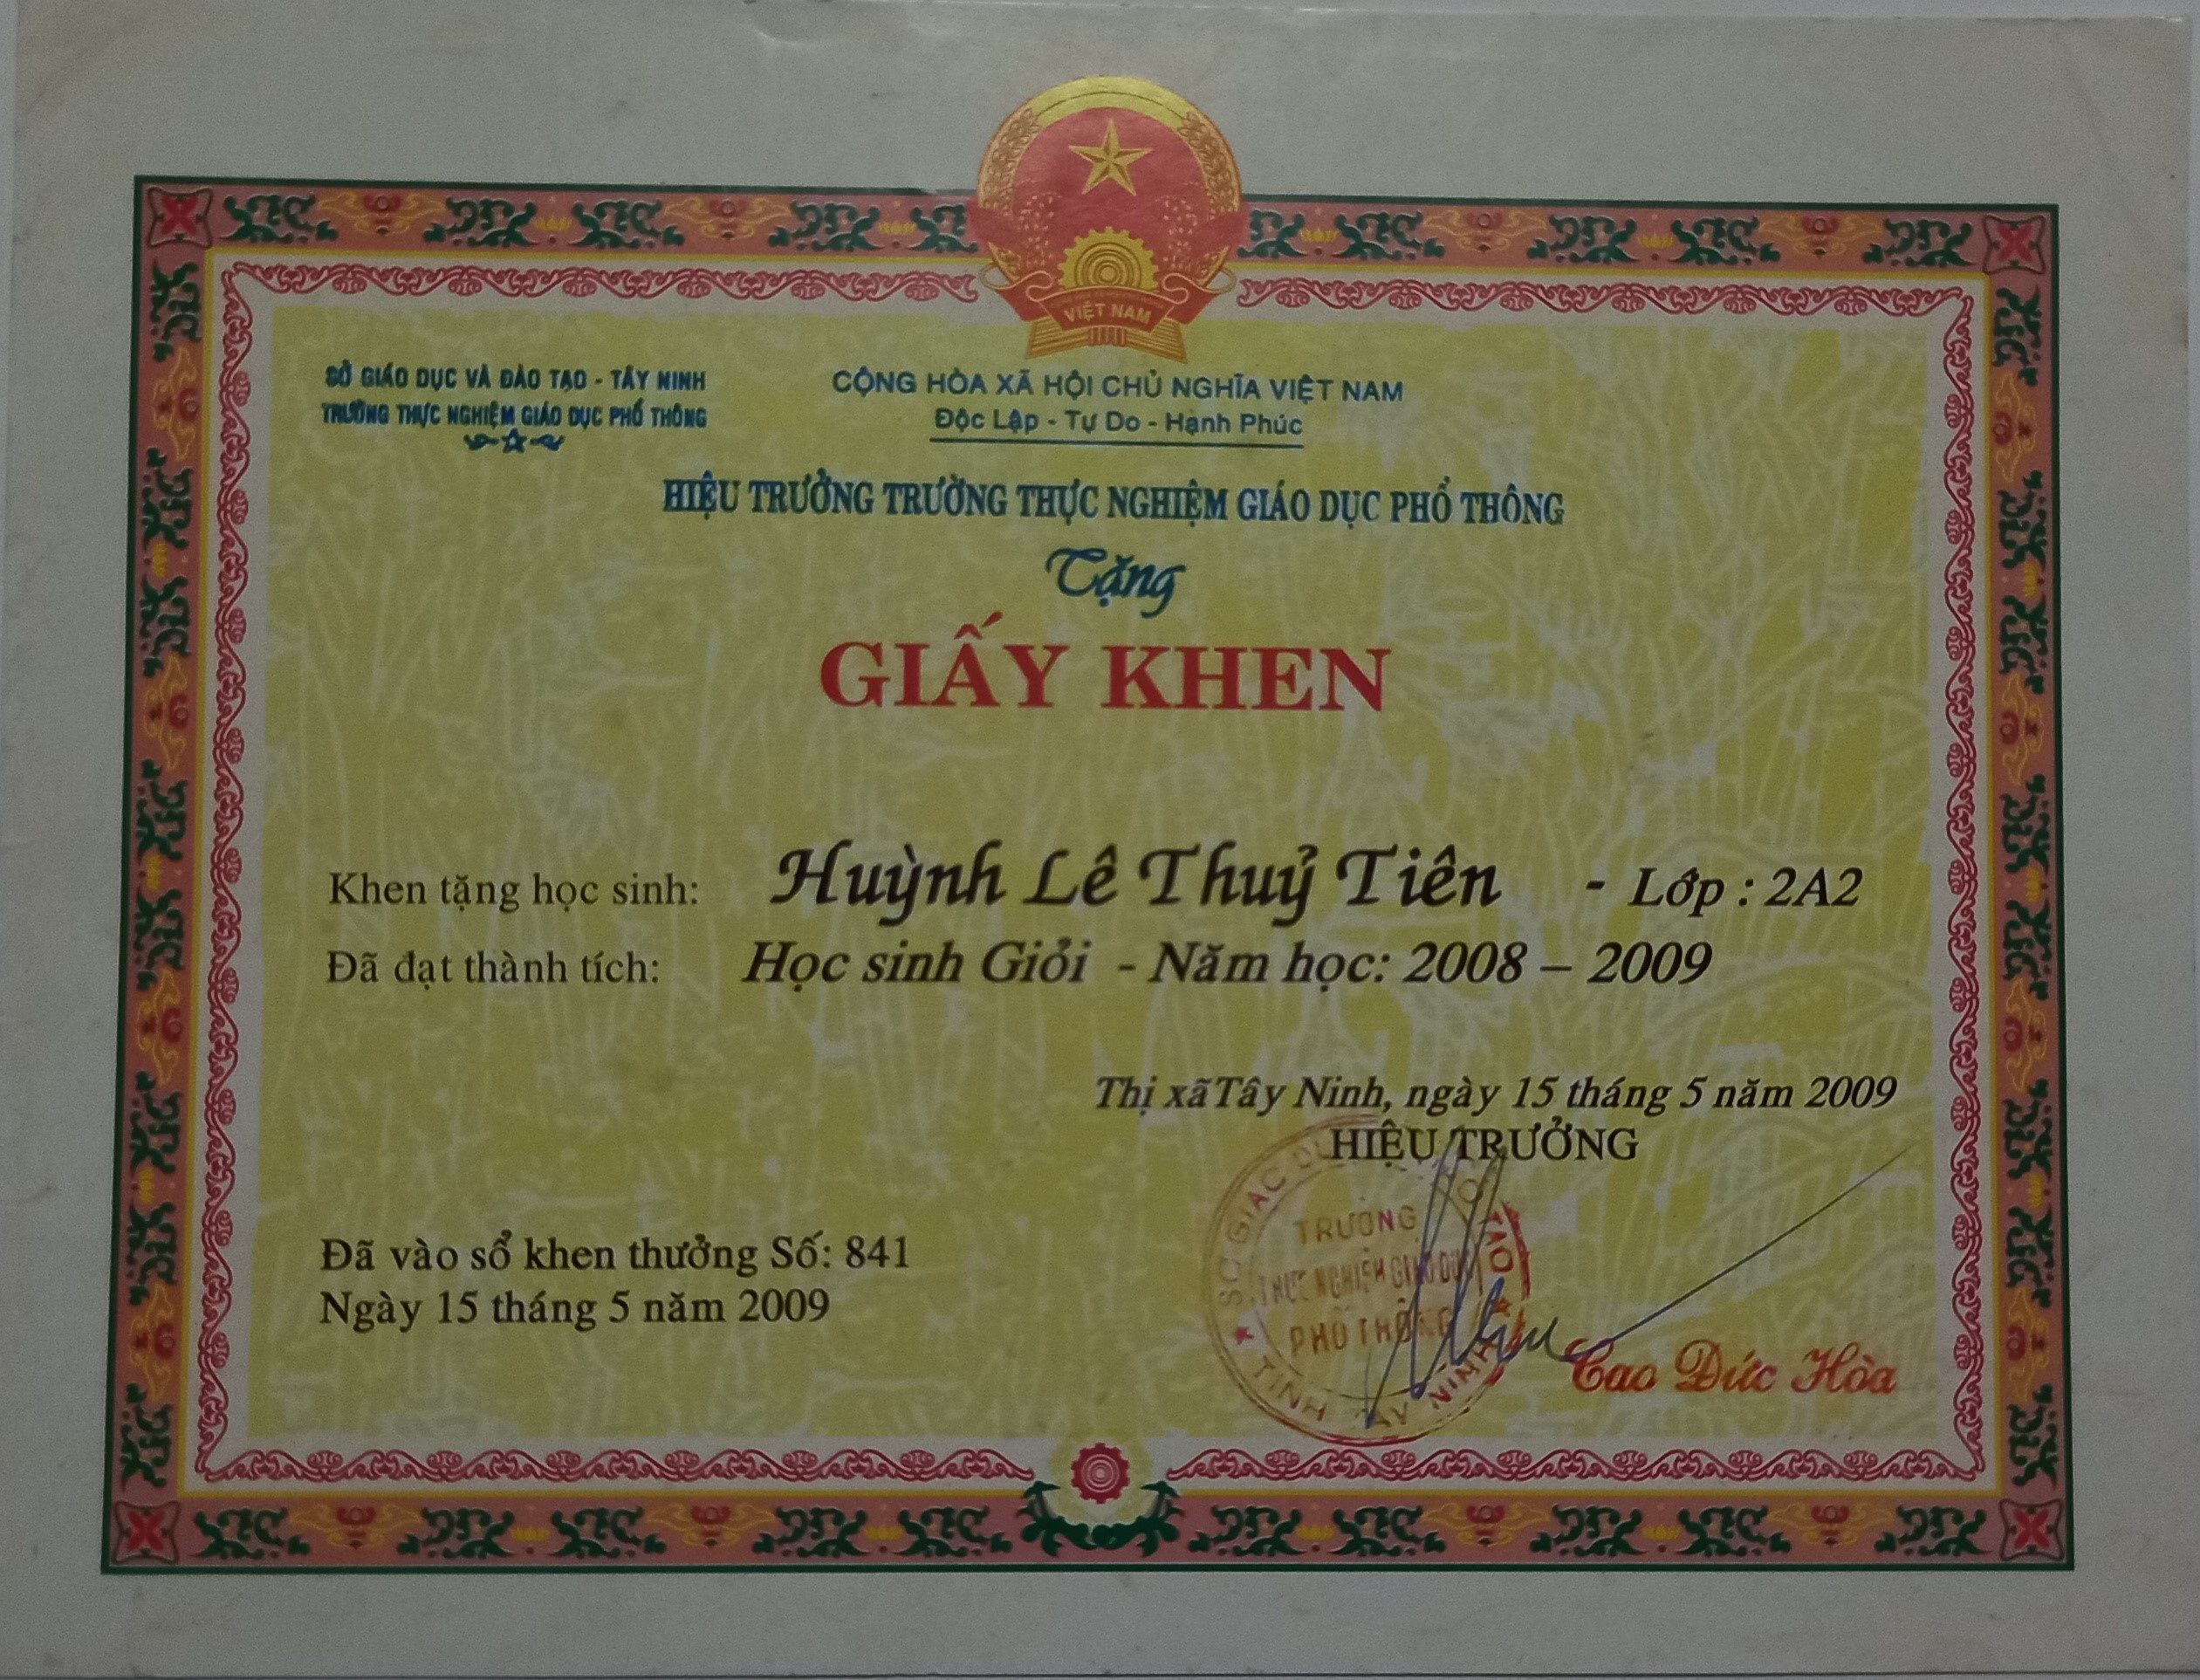 VIỆT NAM
SỞ GIÁO DỤC VÀ ĐÀO TẠO - TÂY NINH
TRƯỜNG THỰC NGHIỆM GIÁO DỤC PHỔ THÔNG
CỘNG HÒA XÃ HỘI CHỦ NGHĨA VIỆT NAM
Độc Lập - Tự Do - Hạnh Phúc
HIỆU TRƯỞNG TRƯỜNG THỰC NGHIỆM GIÁO DỤC PHỔ THÔNG
Tặng
GIẤY KHEN
Khen tặng học sinh: Huỳnh Lê Thuỷ Tiên - Lớp : 2A2
Đã đạt thành tích: Học sinh Giỏi - Năm học: 2008 – 2009
Thị xã Tây Ninh, ngày 15 tháng 5 năm 2009
HIỆU TRƯỞNG
TRƯỜNG
THỰC NGHIỆM GIÁO DỤC
PHỔ THÔNG
TỈNH TÂY NINH
Cao Đức Hòa
Đã vào sổ khen thưởng Số: 841
Ngày 15 tháng 5 năm 2009